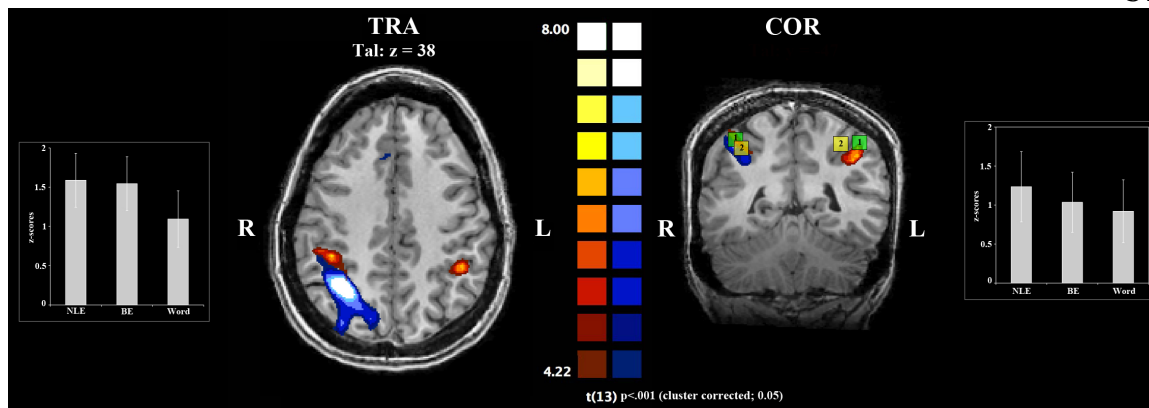 TRA
Tal: z = 38
8.00
COR
2
1.5
1
0.5
0
z-scores
NLE BE Word
R
L
4.22
t(13) p<.001 (cluster corrected; 0.05)
R
L
1
2
2
1
2
1.5
1
0.5
0
z-scores
NLE BE Word